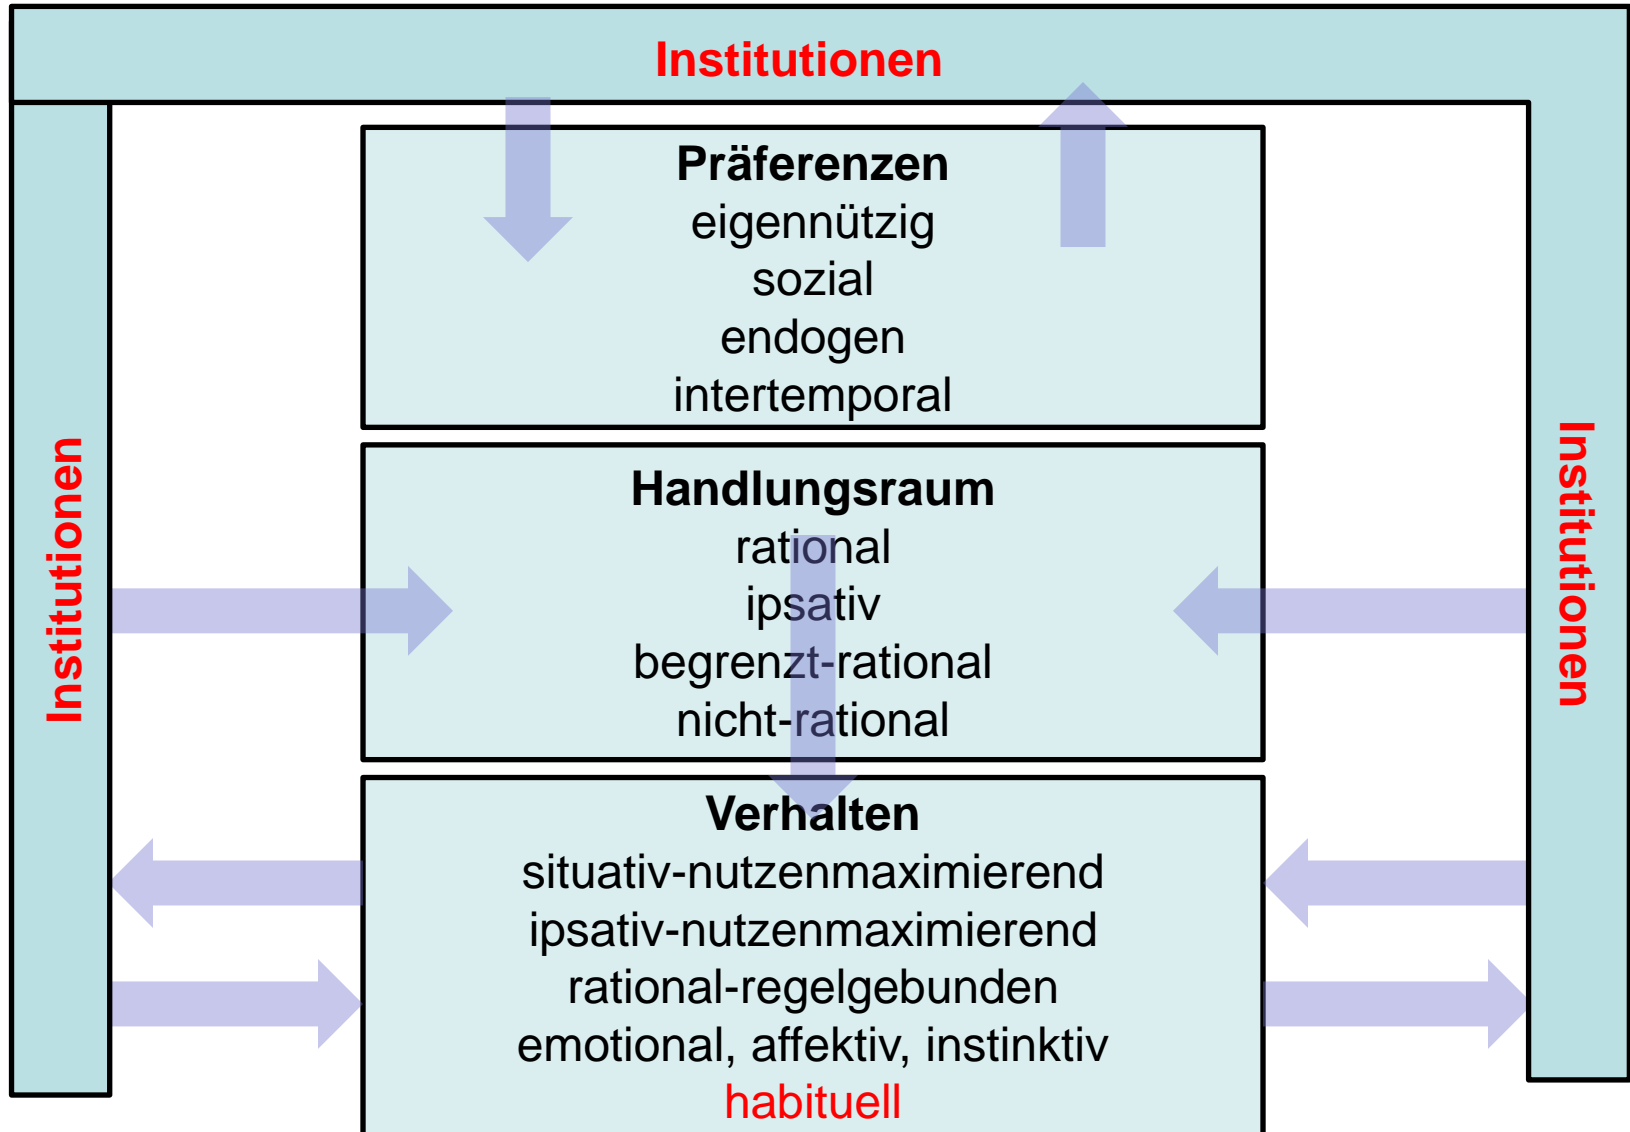 Institutionen
Präferenzen
eigennützig
sozial
endogen
intertemporal
Institutionen
Handlungsraum
rational
ipsativ
begrenzt-rational
nicht-rational
Institutionen
Verhalten
situativ-nutzenmaximierend
ipsativ-nutzenmaximierend
rational-regelgebunden
emotional, affektiv, instinktiv
habituell